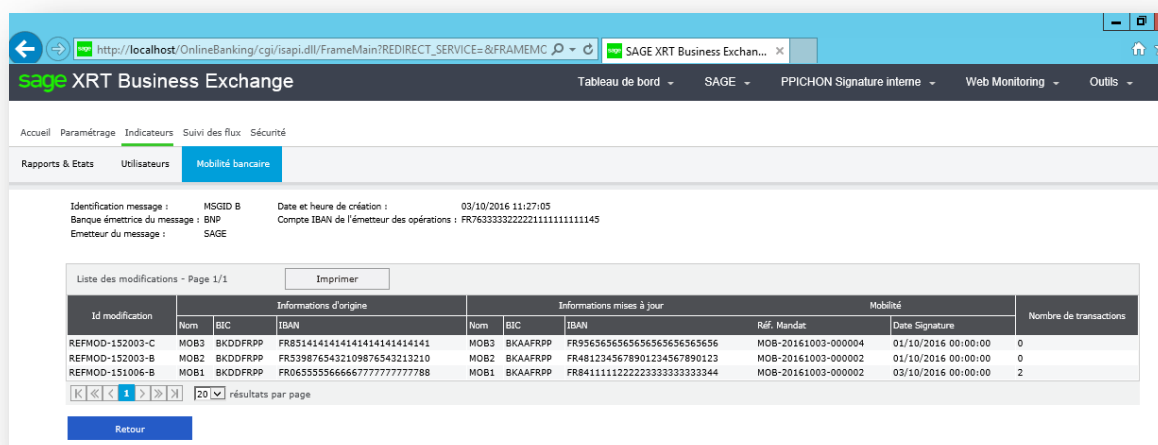 http://localhost/OnlineBanking/cgi/isapi.dll/FrameMain?REDIRECT_SERVICE=&FRAMEMC
sage SAGE XRT Business Exchan...
sage XRT Business Exchange Tableau de bord SAGE PPICHON Signature interne Web Monitoring Outils
Accueil Paramétrage Indicateurs Suivi des flux Sécurité
Rapports & Etats Utilisateurs Mobilité bancaire
Identification message : MSGID B Date et heure de création : 03/10/2016 11:27:05
Banque émettrice du message : BNP Compte IBAN de l'émetteur des opérations : FR7633333222221111111111145
Emetteur du message : SAGE
Liste des modifications - Page 1/1 Imprimer
Id modification Informations d'origine Informations mises à jour Mobilité Nombre de transactions
Nom BIC IBAN Nom BIC IBAN Réf. Mandat Date Signature
REFMOD-152003-C MOB3 BKDDFRPP FR8514141414141414141414141 MOB3 BKAAFRPP FR9565656565656565656565656 MOB-20161003-000004 01/10/2016 00:00:00 0
REFMOD-152003-B MOB2 BKDDFRPP FR5398765432109876543213210 MOB2 BKAAFRPP FR4812345678901234567890123 MOB-20161003-000002 01/10/2016 00:00:00 0
REFMOD-151006-B MOB1 BKDDFRPP FR0655555666667777777777788 MOB1 BKAAFRPP FR8411111222223333333333344 MOB-20161003-000002 03/10/2016 00:00:00 2
1 20 résultats par page
Retour